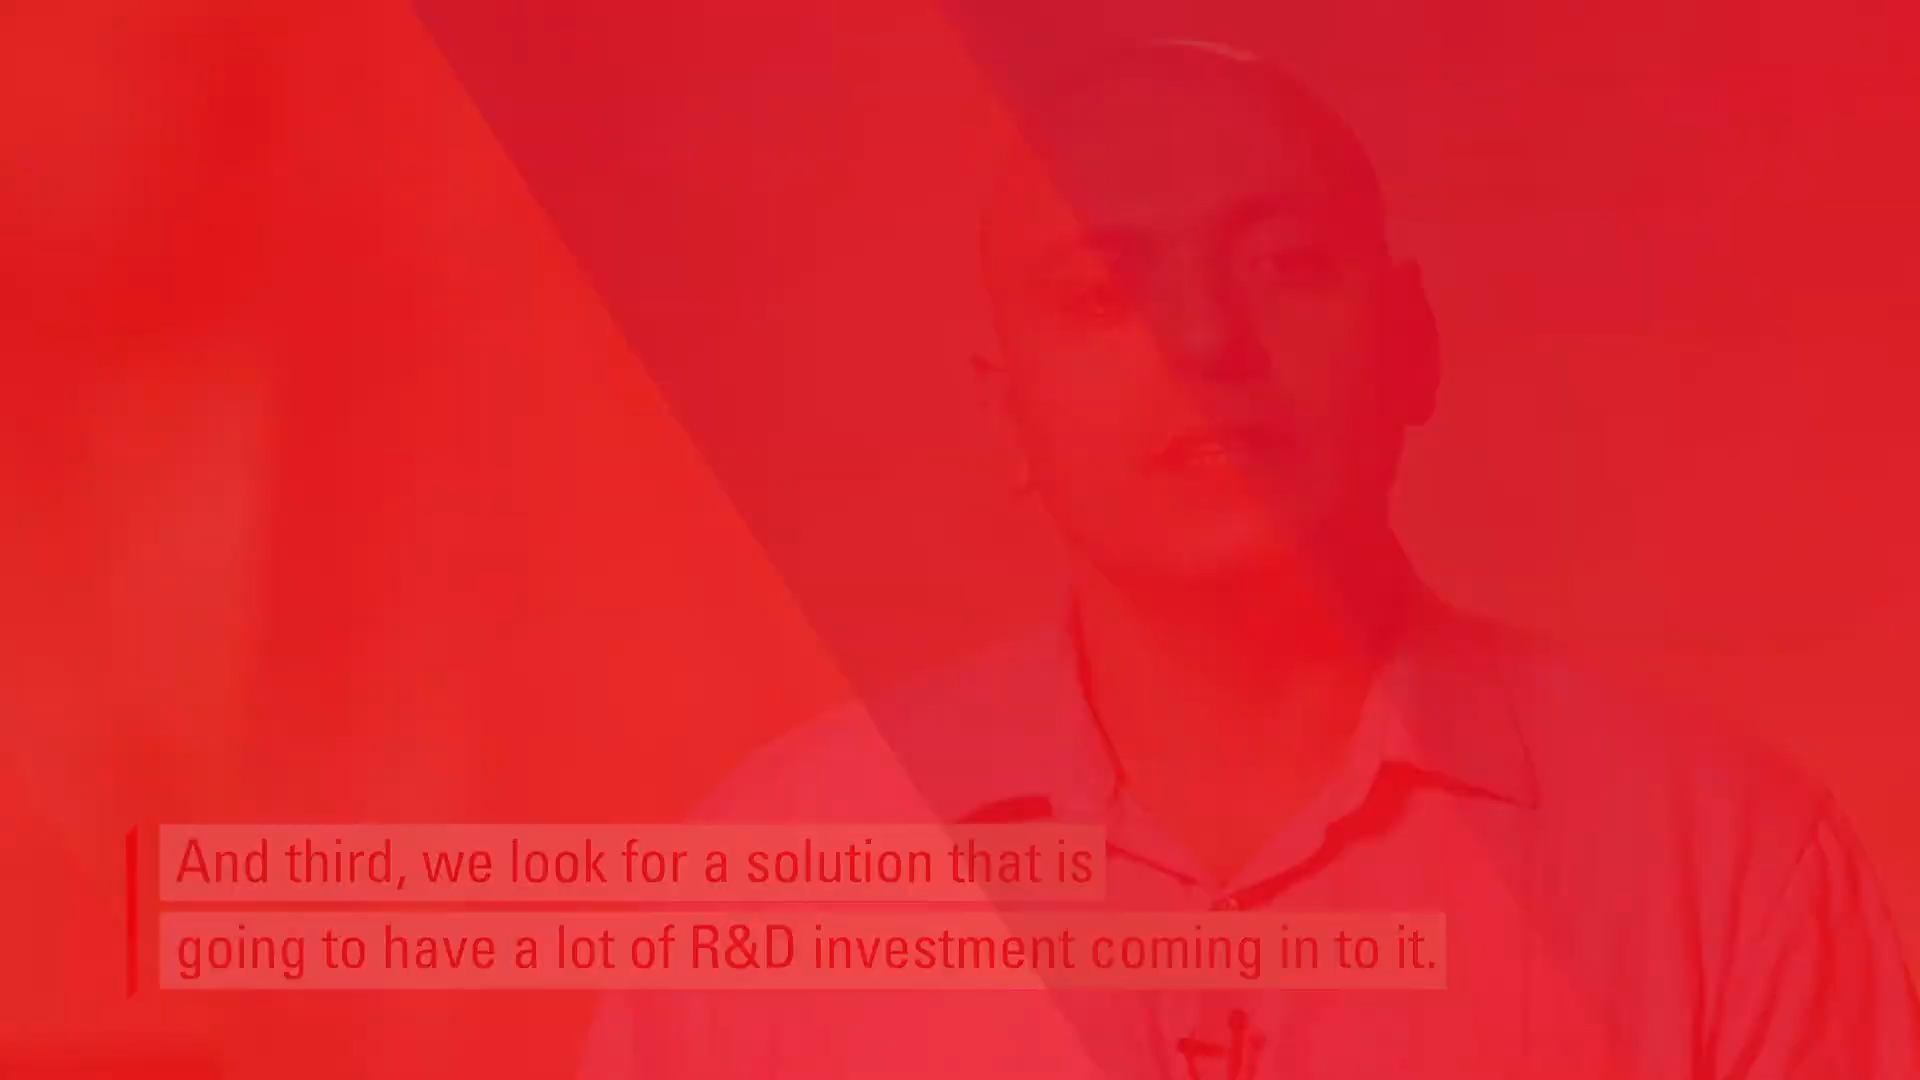 And third, we look for a solution that is
going to have a lot of R&D investment coming in to it.